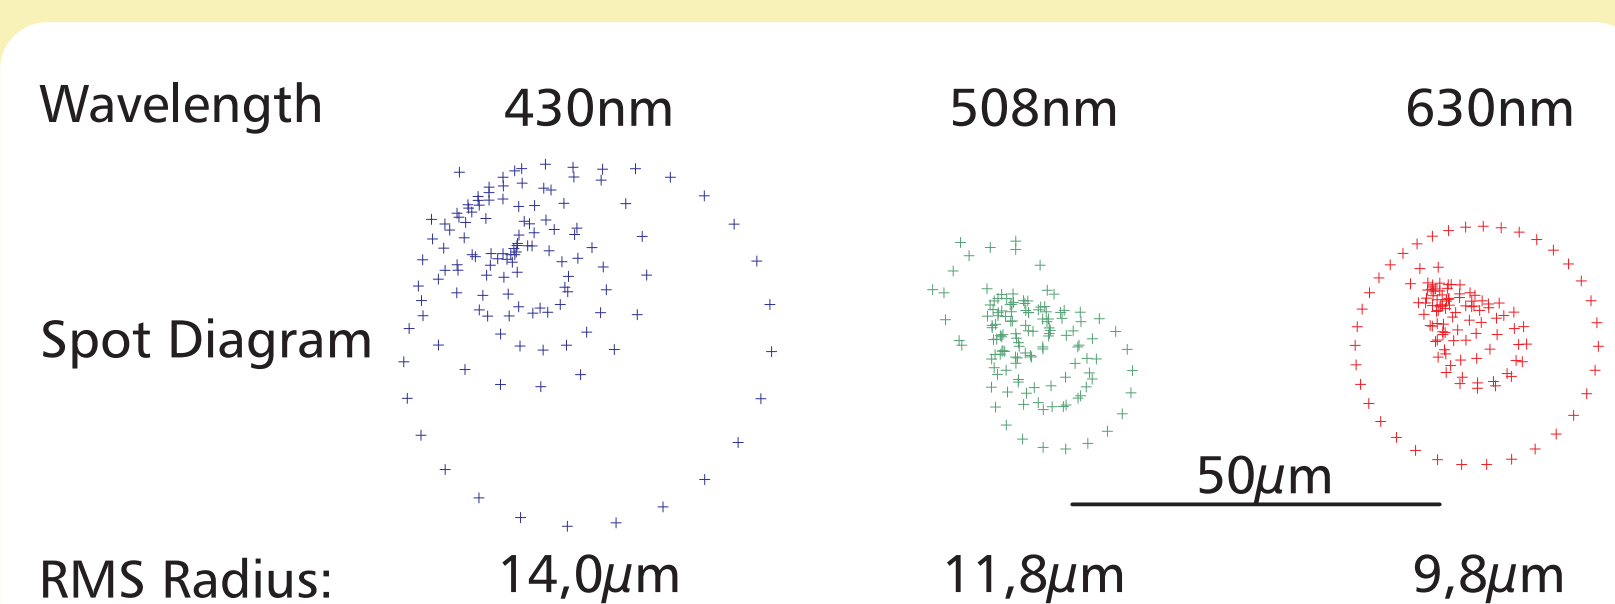 Wavelength 430nm 508nm 630nm
Spot Diagram
50µm
RMS Radius: 14,0µm 11,8µm 9,8µm